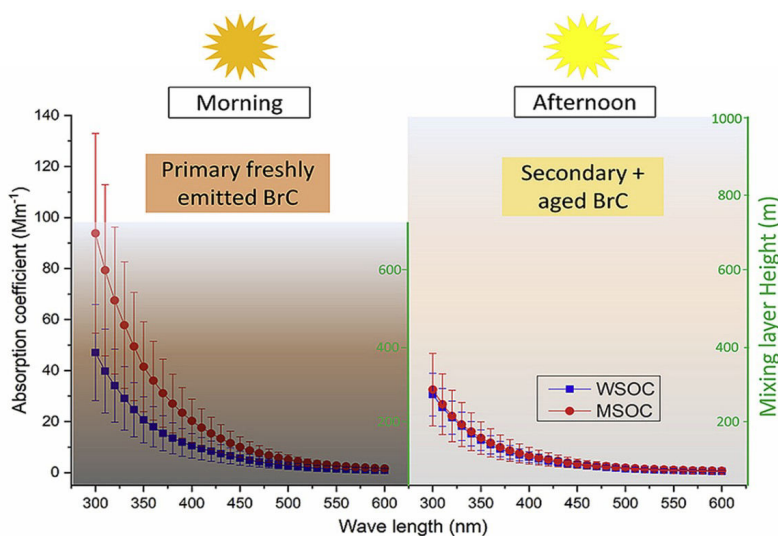 Morning
Afternoon
Primary freshly
emitted BrC
Secondary +
aged BrC
Absorption coefficient (Mm⁻¹)
140
120
100
80
60
40
20
0
600
400
200
1000
800
600
400
200
Mixing layer Height (m)
WSOC
MSOC
300 350 400 450 500 550 600
300 350 400 450 500 550 600
Wave length (nm)